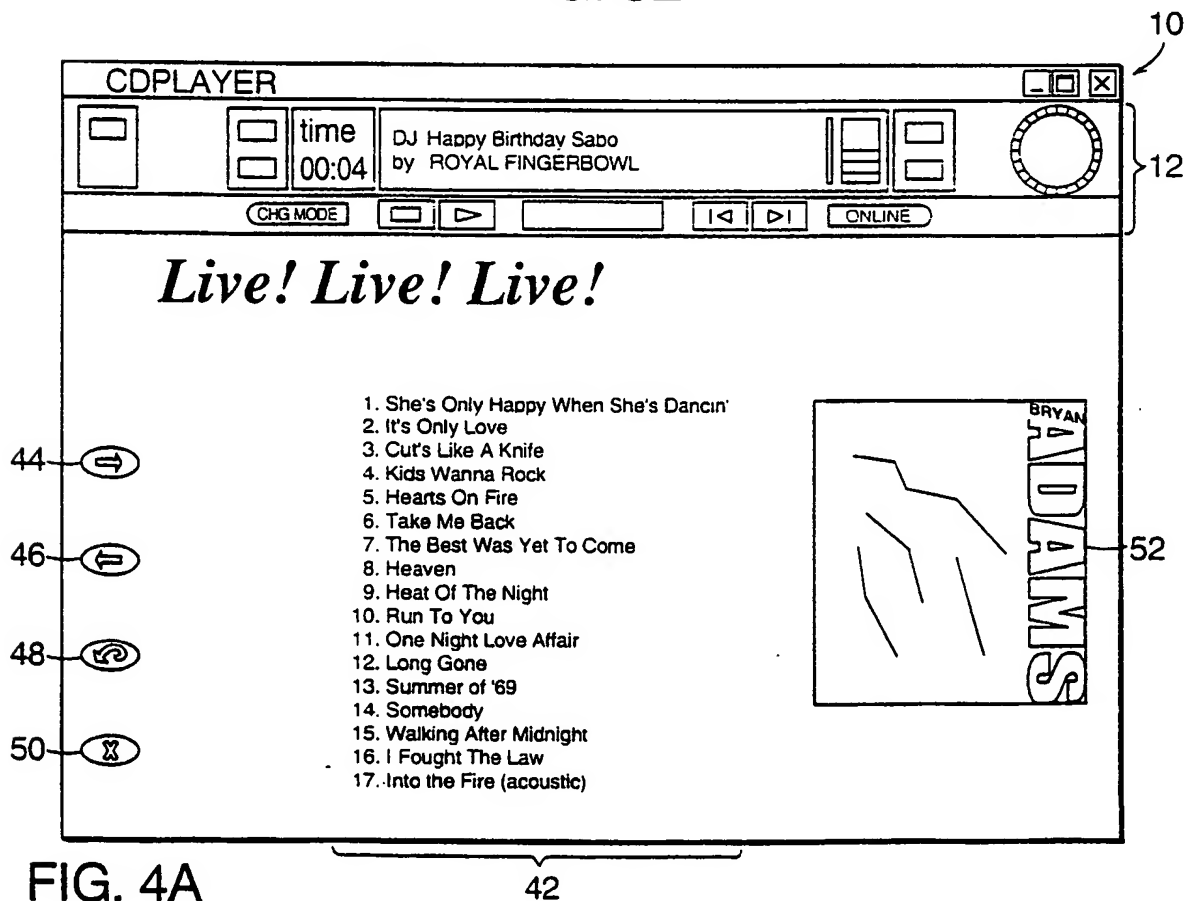 10
CDPLAYER
time
00:04
DJ Happy Birthday Sabo
by ROYAL FINGERBOWL
12
CHG MODE
ONLINE
Live! Live! Live!
1. She's Only Happy When She's Dancin'
2. It's Only Love
3. Cut's Like A Knife
4. Kids Wanna Rock
5. Hearts On Fire
6. Take Me Back
7. The Best Was Yet To Come
8. Heaven
9. Heat Of The Night
10. Run To You
11. One Night Love Affair
12. Long Gone
13. Summer of '69
14. Somebody
15. Walking After Midnight
16. I Fought The Law
17. Into the Fire (acoustic)
BRYAN
ADAMS
44
46
48
50
X
52
42
FIG. 4A